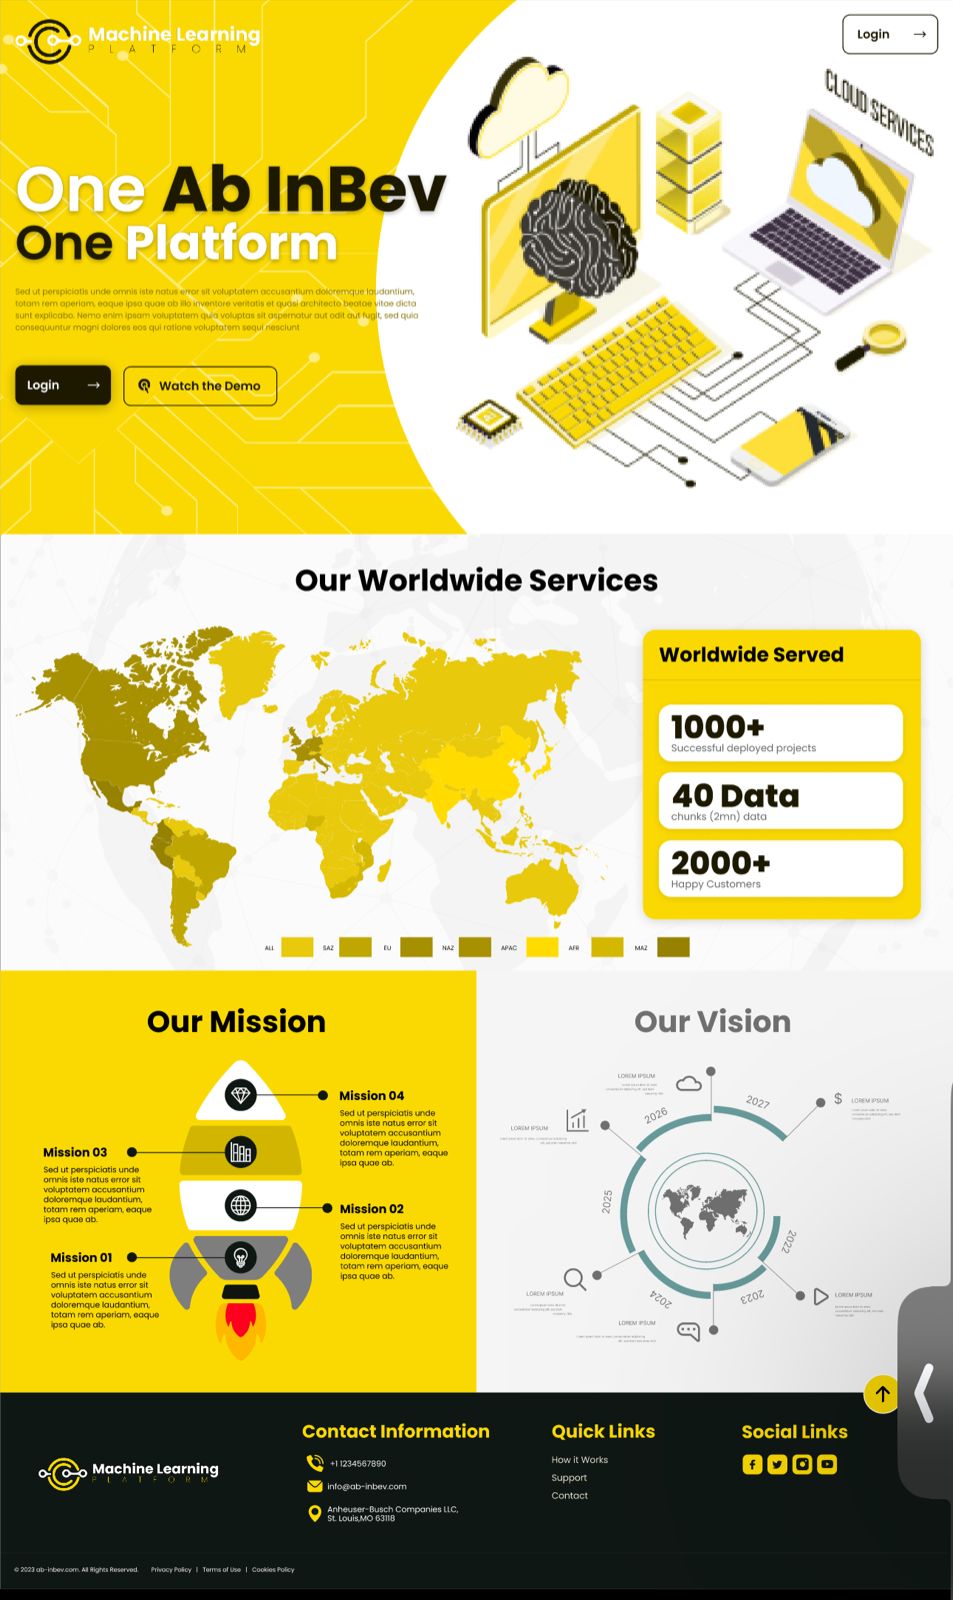 Machine Learning
PLATFORM
Login
CLOUD SERVICES
One Ab InBev
One Platform
Sed ut perspiciatis unde omnis iste natus error sit voluptatem accusantium doloremque laudantium,
totam rem aperiam, eaque ipsa quae ab illo inventore veritatis et quasi architecto beatae vitae dicta
sunt explicabo. Nemo enim ipsam voluptatem quia voluptas sit aspernatur aut odit aut fugit, sed quia
consequuntur magni dolores eos qui ratione voluptatem sequi nesciunt
Login
Watch the Demo
Our Worldwide Services
Worldwide Served
1000+
Successful deployed projects
40 Data
chunks (2mn) data
2000+
Happy Customers
ALL
SAZ
EU
NAZ
APAC
AFR
MAZ
Our Mission
Mission 04
Sed ut perspiciatis unde
omnis iste natus error sit
voluptatem accusantium
doloremque laudantium,
totam rem aperiam, eaque
ipsa quae ab.
Mission 03
Sed ut perspiciatis unde
omnis iste natus error sit
voluptatem accusantium
doloremque laudantium,
totam rem aperiam, eaque
ipsa quae ab.
Mission 02
Sed ut perspiciatis unde
omnis iste natus error sit
voluptatem accusantium
doloremque laudantium,
totam rem aperiam, eaque
ipsa quae ab.
Mission 01
Sed ut perspiciatis unde
omnis iste natus error sit
voluptatem accusantium
doloremque laudantium,
totam rem aperiam, eaque
ipsa quae ab.
Our Vision
LOREM IPSUM
2026
2027
$
LOREM IPSUM
LOREM IPSUM
2025
2022
LOREM IPSUM
2024
2023
LOREM IPSUM
LOREM IPSUM
Machine Learning
PLATFORM
Contact Information
+1 1234567890
info@ab-inbev.com
Anheuser-Busch Companies LLC,
St. Louis,MO 63118
Quick Links
How it Works
Support
Contact
Social Links
© 2023 ab-inbev.com. All Rights Reserved. Privacy Policy | Terms of Use | Cookies Policy